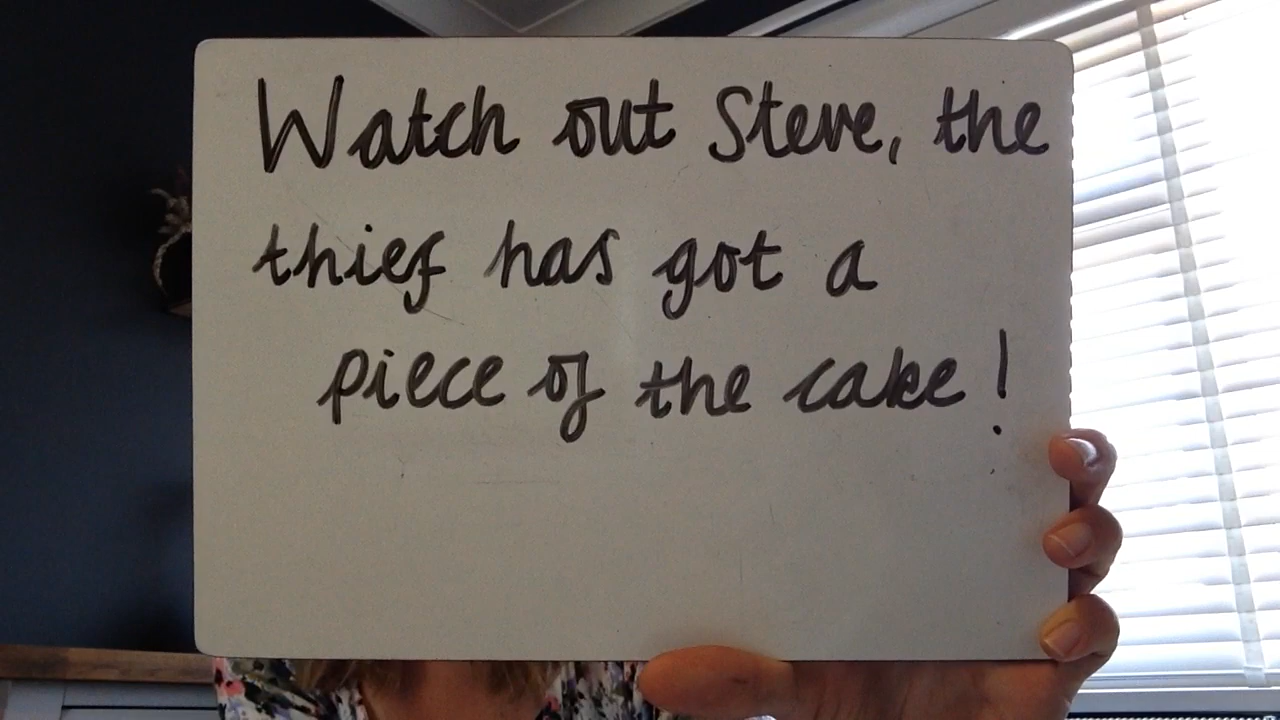 Watch out Steve, the
thief has got a
piece of the cake!